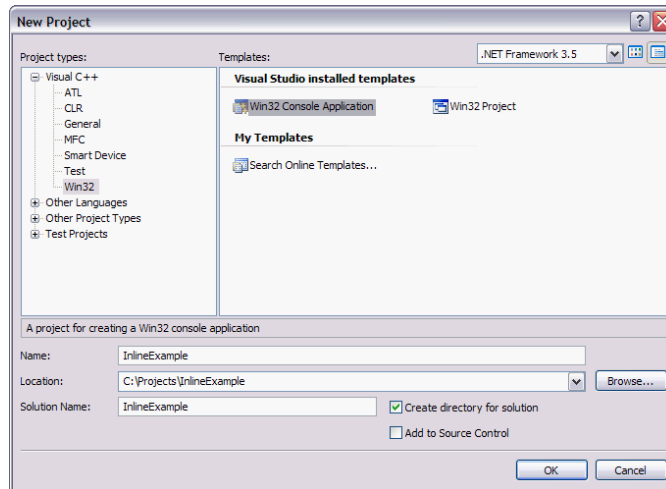 New Project
Project types:
Templates:
.NET Framework 3.5
Visual C++
ATL
CLR
General
MFC
Smart Device
Test
Win32
Other Languages
Other Project Types
Test Projects
Visual Studio installed templates
Win32 Console Application
Win32 Project
My Templates
Search Online Templates...
A project for creating a Win32 console application
Name:
InlineExample
Location:
C:\Projects\InlineExample
Browse...
Solution Name:
InlineExample
Create directory for solution
Add to Source Control
OK
Cancel